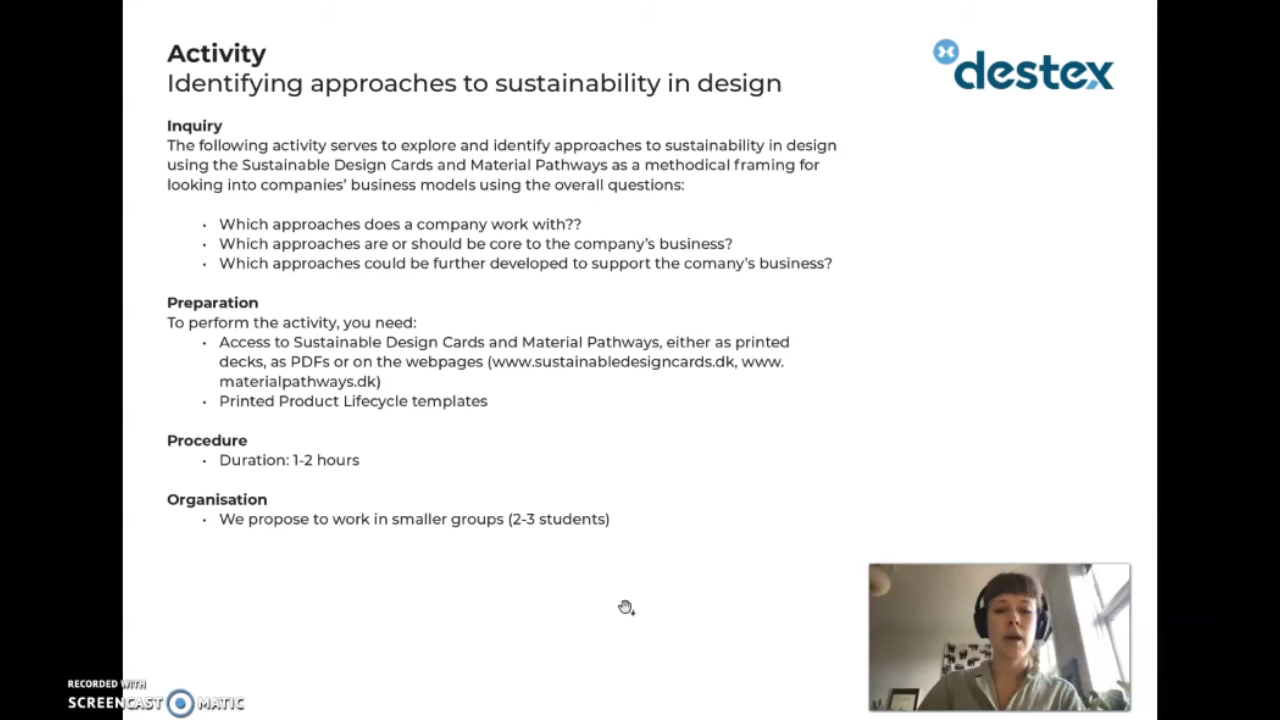 Activity
Identifying approaches to sustainability in design
destex
Inquiry
The following activity serves to explore and identify approaches to sustainability in design
using the Sustainable Design Cards and Material Pathways as a methodical framing for
looking into companies' business models using the overall questions:
• Which approaches does a company work with??
• Which approaches are or should be core to the company's business?
• Which approaches could be further developed to support the comany's business?
Preparation
To perform the activity, you need:
• Access to Sustainable Design Cards and Material Pathways, either as printed
decks, as PDFs or on the webpages (www.sustainabledesigncards.dk, www.
materialpathways.dk)
• Printed Product Lifecycle templates
Procedure
• Duration: 1-2 hours
Organisation
• We propose to work in smaller groups (2-3 students)
RECORDED WITH
SCREENCAST MATIC